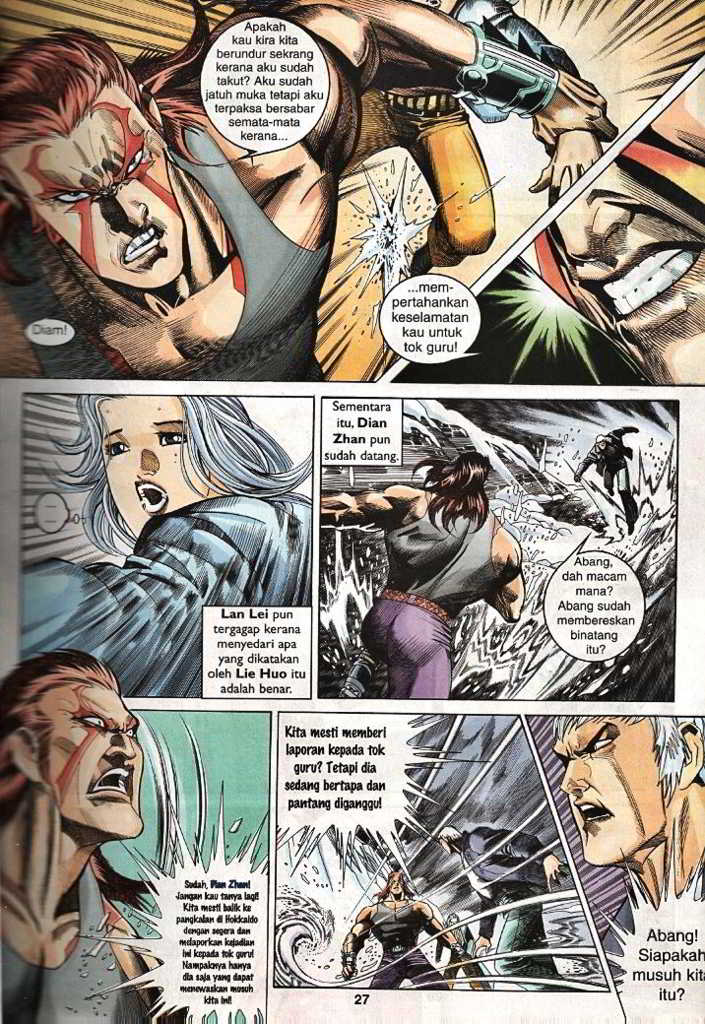 Apakah
kau kira kita
berundur sekrang
kerana aku sudah
takut? Aku sudah
jatuh muka tetapi aku
terpaksa bersabar
semata-mata
kerana...
Diam!
...mem-
pertahankan
keselamatan
kau untuk
tok guru!
Lan Lei pun
tergagap kerana
menyedari apa
yang dikatakan
oleh Lie Huo itu
adalah benar.
Sementara
itu, Dian
Zhan pun
sudah datang.
Abang,
dah macam
mana?
Abang sudah
membereskan
binatang
itu?
Sudah, Dian Zhan!
Jangan kau tanya lagi!
Kita mesti balik ke
pangkalan di Hokkaido
dengan segera dan
melaporkan kejadian
ini kepada tok guru!
Nampaknya hanya
dia saja yang dapat
menewaskan musuh
kita ini!
Kita mesti memberi
laporan kepada tok
guru? Tetapi dia
sedang bertapa dan
pantang diganggu!
Abang!
Siapakah
musuh kita
itu?
27